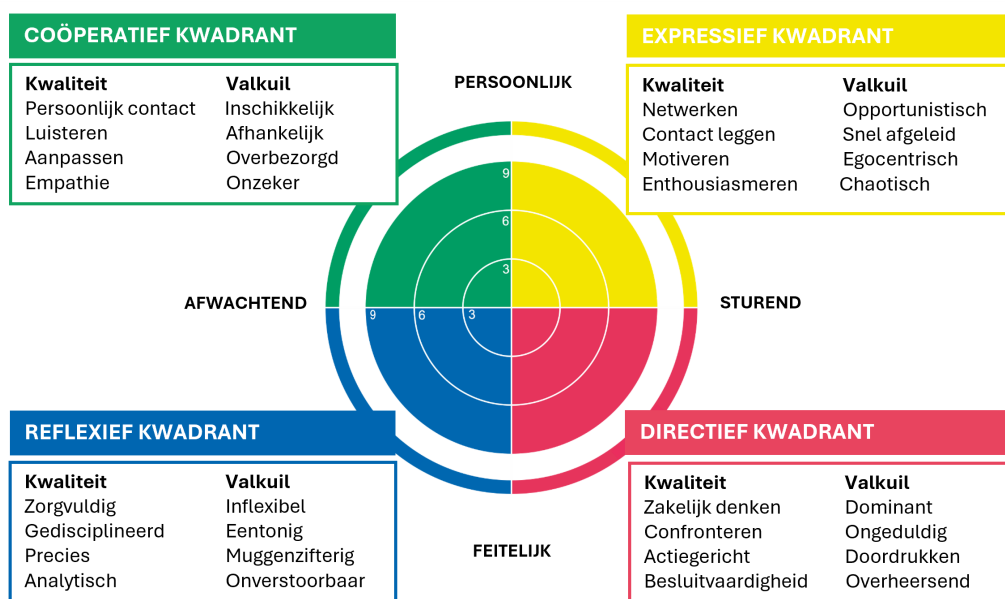 COÖPERATIEF KWADRANT
Kwaliteit Valkuil
Persoonlijk contact Inschikkelijk
Luisteren Afhankelijk
Aanpassen Overbezorgd
Empathie Onzeker
EXPRESSIEF KWADRANT
Kwaliteit Valkuil
Netwerken Opportunistisch
Contact leggen Snel afgeleid
Motiveren Egocentrisch
Enthousiasmeren Chaotisch
PERSOONLIJK
9
6
3
AFWACHTEND
9 6 3
STUREND
REFLEXIEF KWADRANT
Kwaliteit Valkuil
Zorgvuldig Inflexibel
Gedisciplineerd Eentonig
Precies Muggenzifterig
Analytisch Onverstoorbaar
FEITELIJK
DIRECTIEF KWADRANT
Kwaliteit Valkuil
Zakelijk denken Dominant
Confronteren Ongeduldig
Actiegericht Doordrukken
Besluitvaardigheid Overheersend